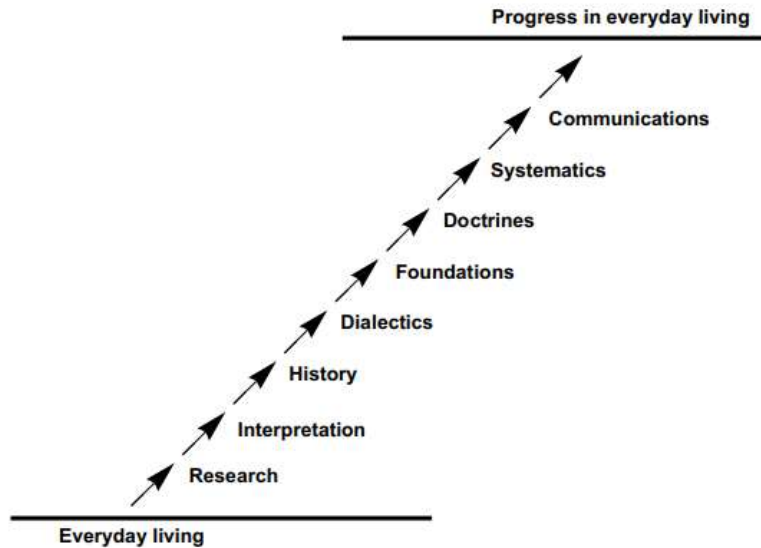 Progress in everyday living
Communications
Systematics
Doctrines
Foundations
Dialectics
History
Interpretation
Research
Everyday living